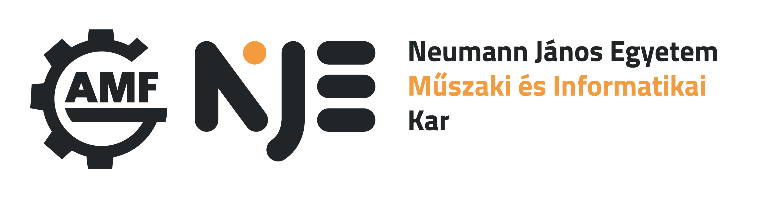 AMF
NJE
Neumann János Egyetem
Műszaki és Informatikai
Kar